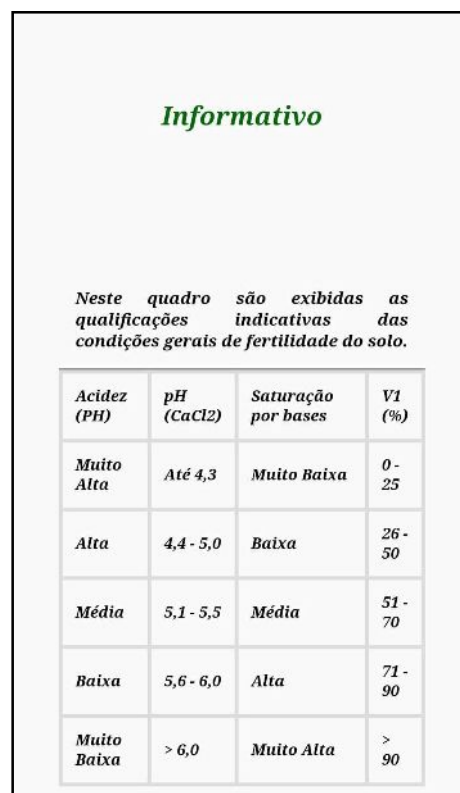 Informativo
Neste quadro são exibidas as
qualificações indicativas das
condições gerais de fertilidade do solo.
Acidez (PH) pH (CaCl2) Saturação por bases V1 (%)
Muito Alta Até 4,3 Muito Baixa 0 - 25
Alta 4,4 - 5,0 Baixa 26 - 50
Média 5,1 - 5,5 Média 51 - 70
Baixa 5,6 - 6,0 Alta 71 - 90
Muito Baixa > 6,0 Muito Alta > 90